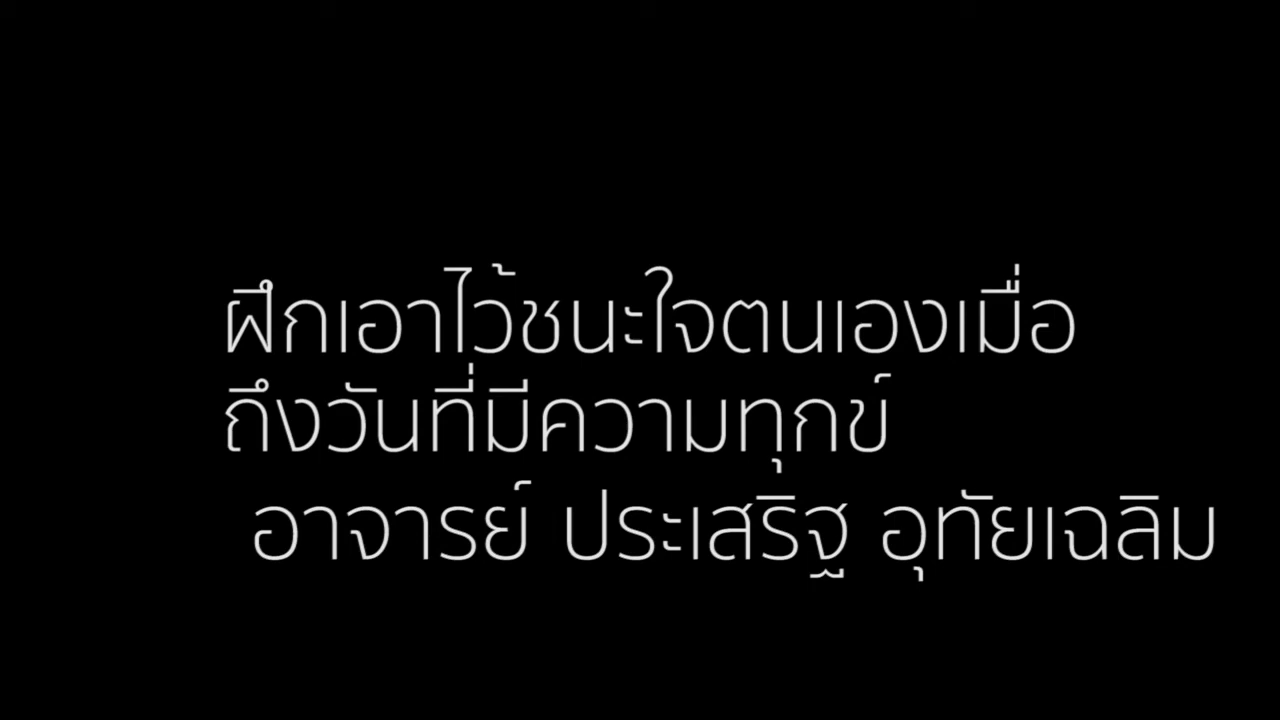 ฝึกเอาไว้ชนะใจตนเองเมื่อ
ถึงวันที่มีความทุกข์
อาจารย์ ประเสริฐ อุทัยเฉลิม